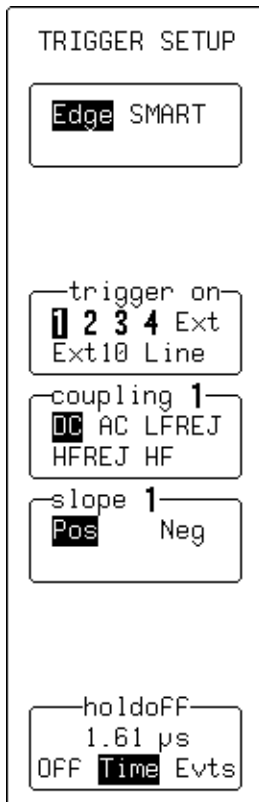 TRIGGER SETUP
Edge SMART
trigger on
1 2 3 4 Ext
Ext10 Line
coupling 1
DC AC LFREJ
HFREJ HF
slope 1
Pos Neg
holdoff
1.61 µs
OFF Time Evts